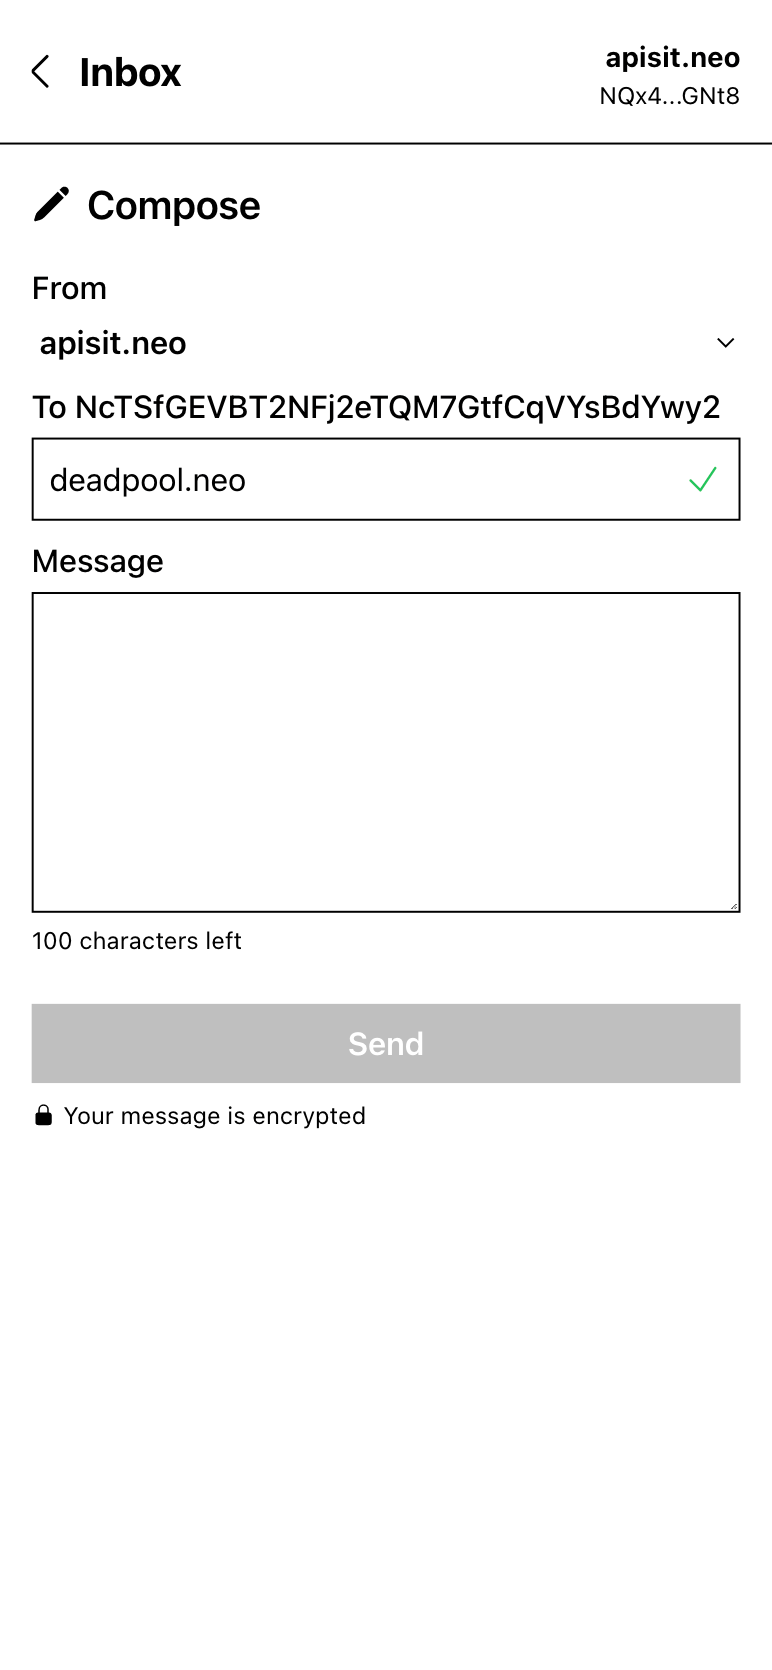 Inbox
apisit.neo
NQx4...GNt8
Compose
From
apisit.neo
To NcTSfGEVBT2NFj2eTQM7GtfCqVYsBdYwy2
deadpool.neo
Message
100 characters left
Send
Your message is encrypted